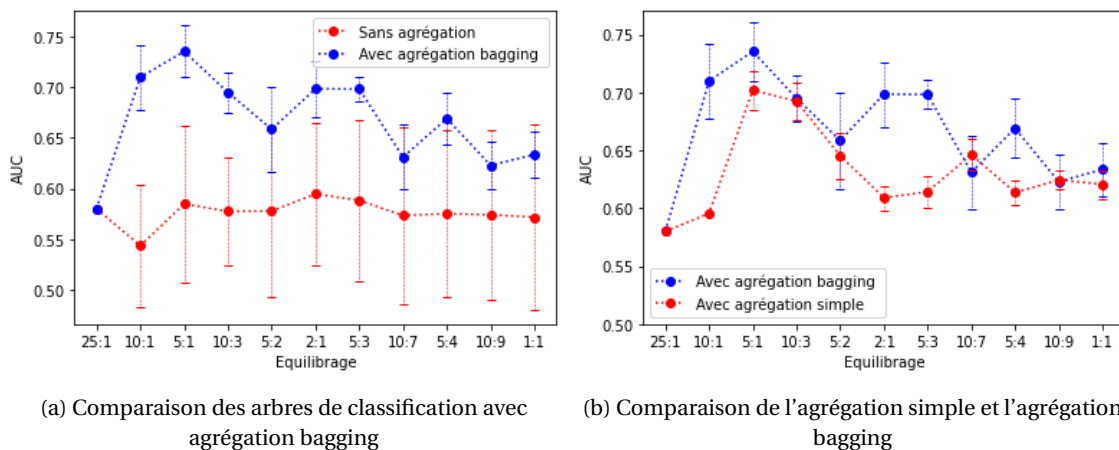 Sans agrégation
Avec agrégation bagging
0.75
0.70
0.65
0.60
0.55
0.50
AUC
25:1 10:1 5:1 10:3 5:2 2:1 5:3 10:7 5:4 10:9 1:1
Equilibrage
(a) Comparaison des arbres de classification avec
agrégation bagging
0.75
0.70
0.65
0.60
0.55
0.50
AUC
Avec agrégation bagging
Avec agrégation simple
25:1 10:1 5:1 10:3 5:2 2:1 5:3 10:7 5:4 10:9 1:1
Equilibrage
(b) Comparaison de l'agrégation simple et l'agrégation
bagging